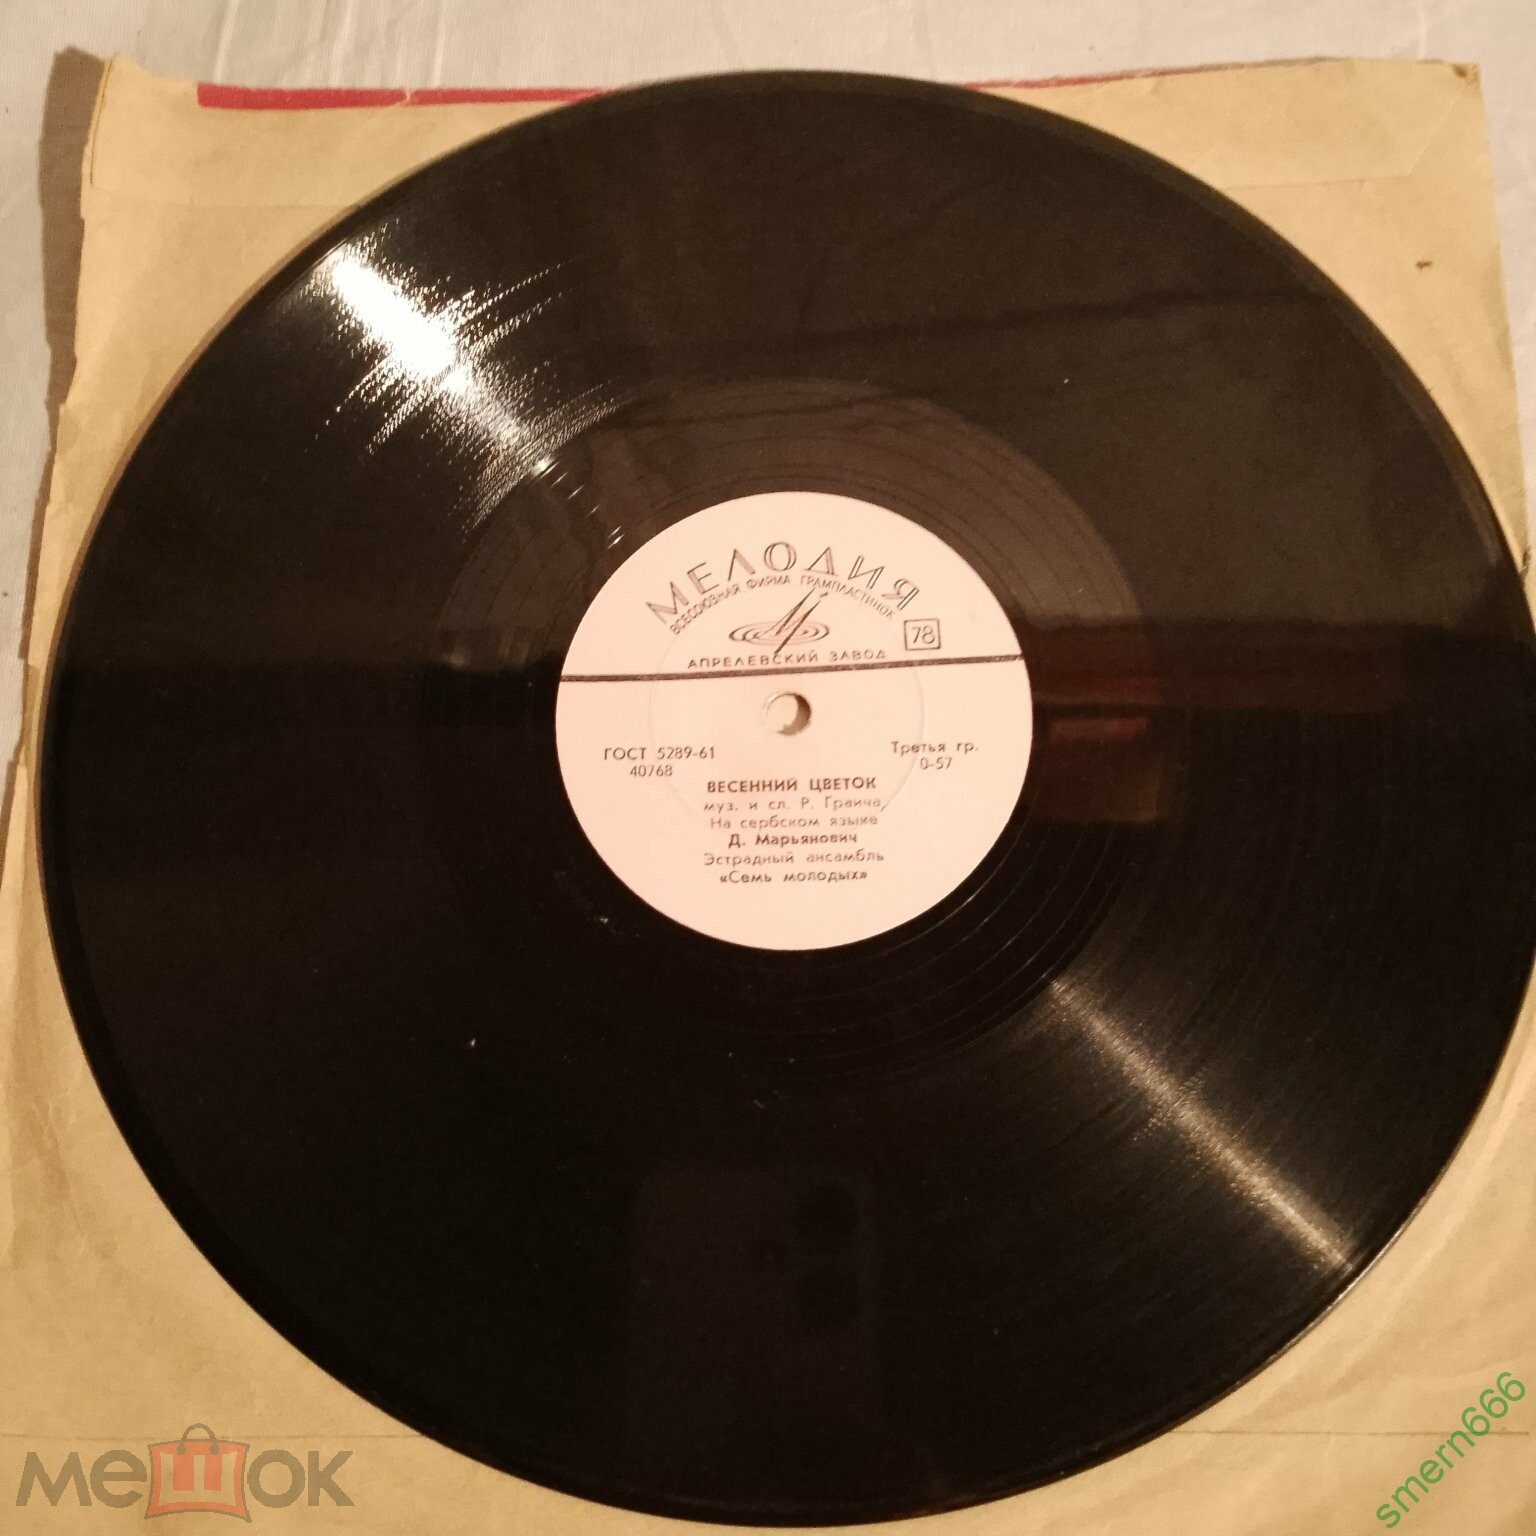 МЕЛОДИЯ
ВСЕСОЮЗНАЯ ФИРМА ГРАМПЛАСТИНОК
78
АПРЕЛЕВСКИЙ ЗАВОД
ГОСТ 5289-61
40768
Третья гр.
0-57
ВЕСЕННИЙ ЦВЕТОК
муз. и сл. Р. Граича
На сербском языке
Д. Марьянович
Эстрадный ансамбль
«Семь молодых»
мешок
smern666